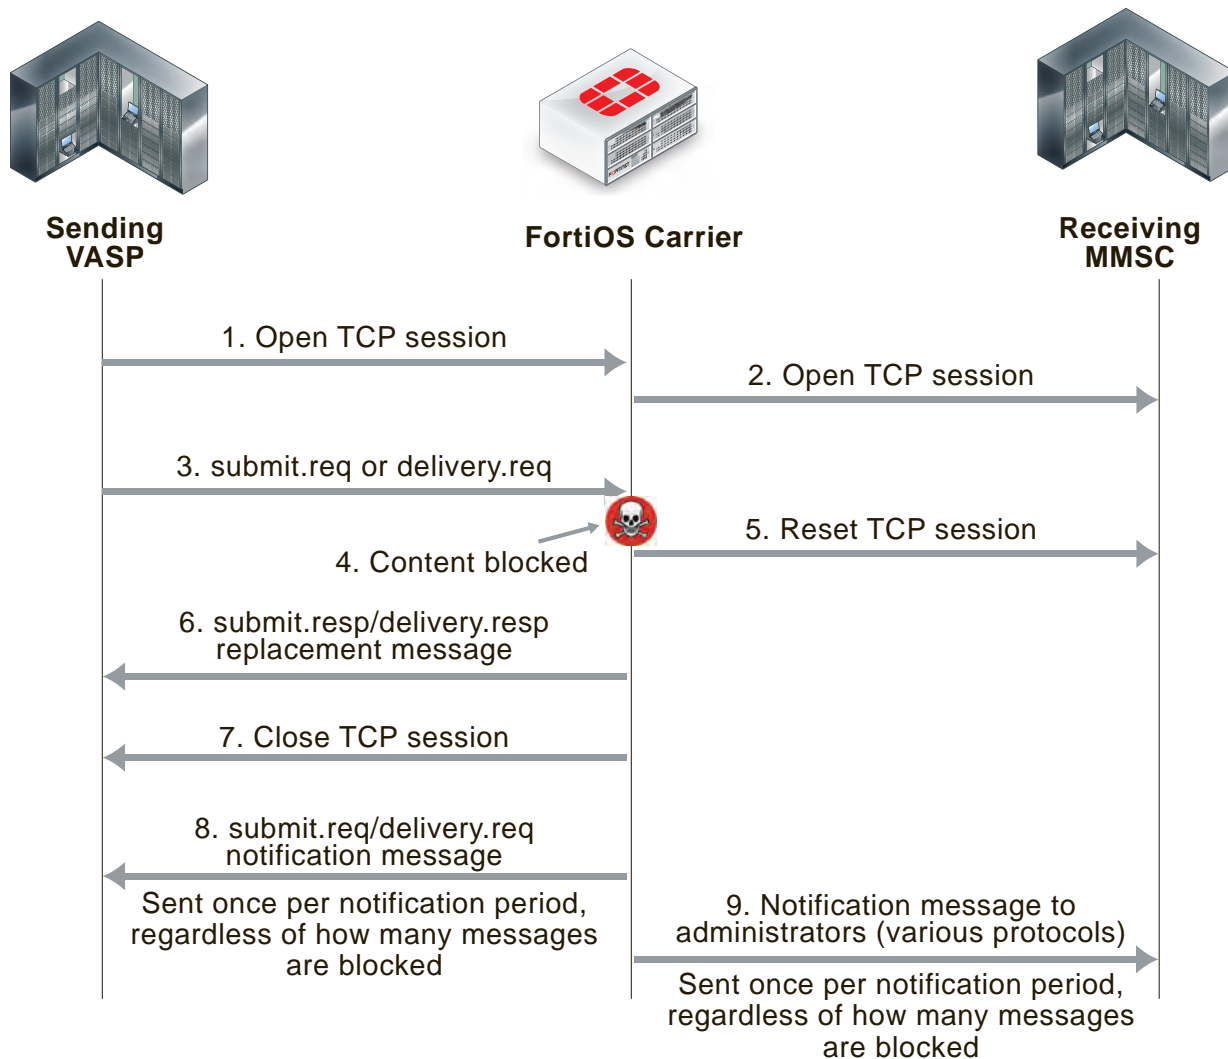 Sending
VASP
FortiOS Carrier
Receiving
MMSC
1. Open TCP session
2. Open TCP session
3. submit.req or delivery.req
4. Content blocked
5. Reset TCP session
6. submit.resp/delivery.resp
replacement message
7. Close TCP session
8. submit.req/delivery.req
notification message
Sent once per notification period,
regardless of how many messages
are blocked
9. Notification message to
administrators (various protocols)
Sent once per notification period,
regardless of how many messages
are blocked